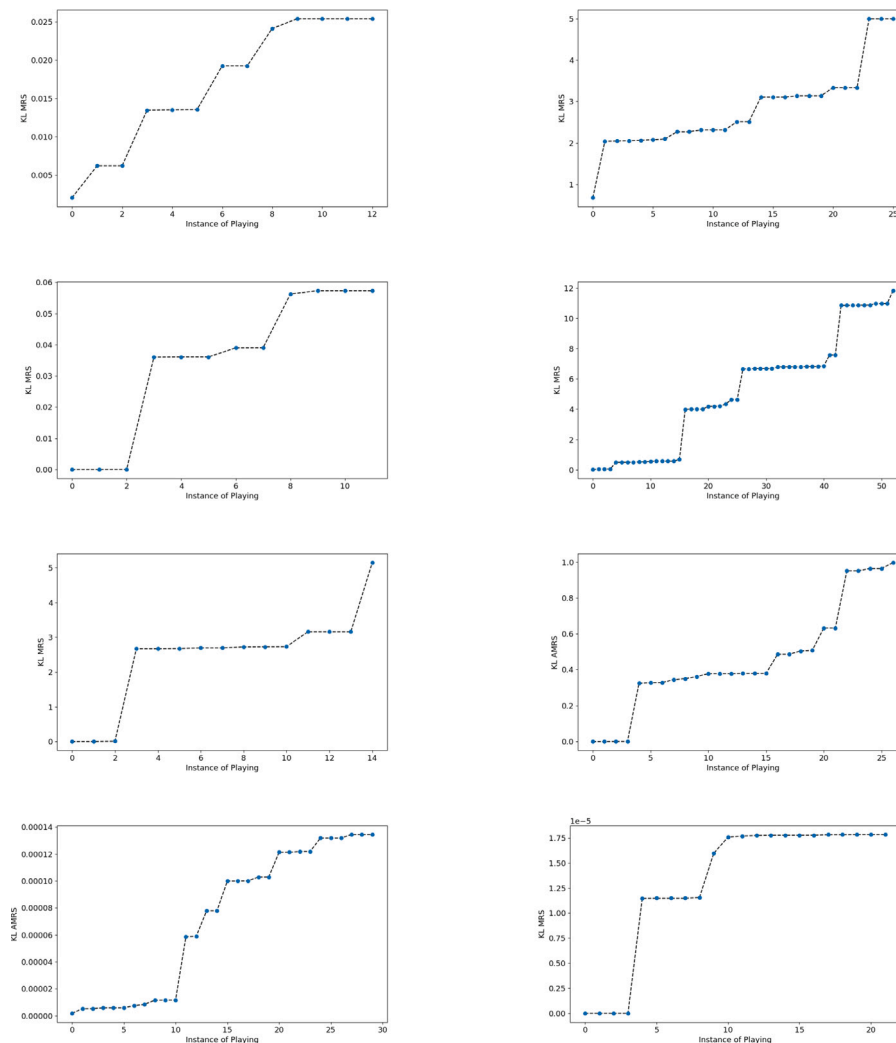 0.025
0.020
0.015
0.010
0.005
KL MRS
0 2 4 6 8 10 12
Instance of Playing
5
4
3
2
1
KL MRS
0 5 10 15 20 25
Instance of Playing
0.06
0.05
0.04
0.03
0.02
0.01
0.00
KL MRS
0 2 4 6 8 10
Instance of Playing
12
10
8
6
4
2
0
KL MRS
0 10 20 30 40 50
Instance of Playing
5
4
3
2
1
0
KL MRS
0 2 4 6 8 10 12 14
Instance of Playing
1.0
0.8
0.6
0.4
0.2
0.0
KL AMRS
0 5 10 15 20 25
Instance of Playing
0.00014
0.00012
0.00010
0.00008
0.00006
0.00004
0.00002
0.00000
KL AMRS
0 5 10 15 20 25 30
Instance of Playing
1e−5
1.75
1.50
1.25
1.00
0.75
0.50
0.25
0.00
KL MRS
0 5 10 15 20
Instance of Playing